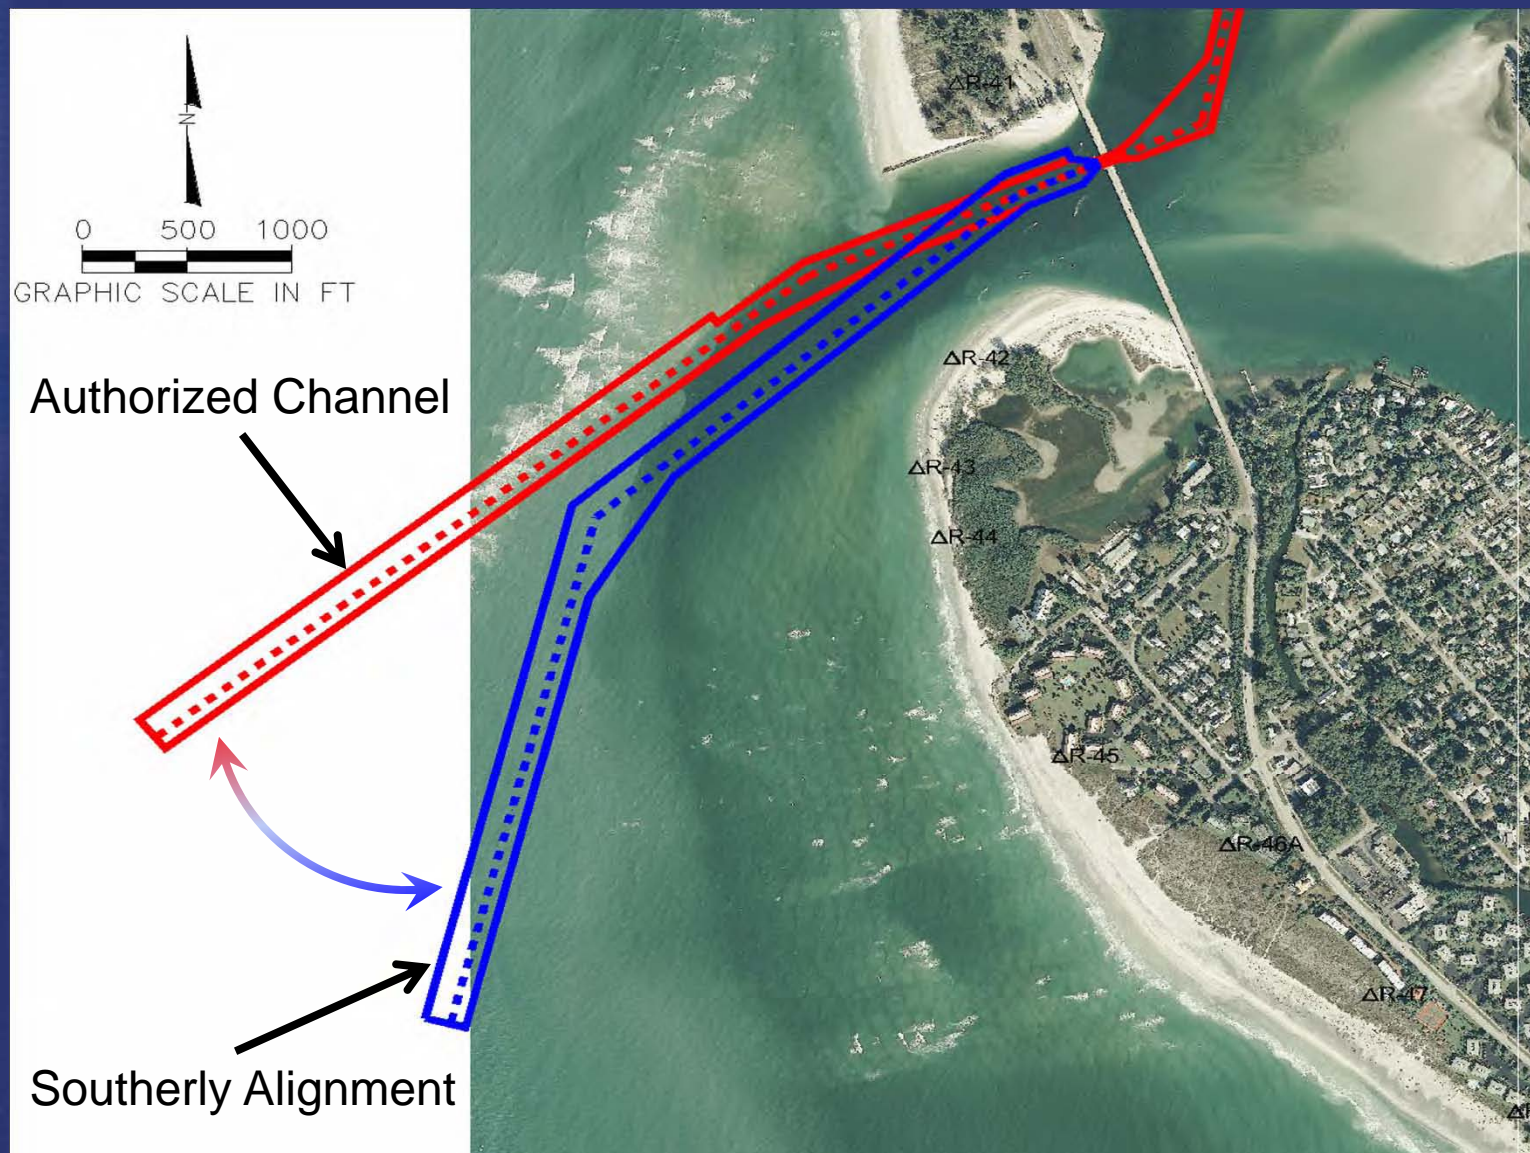 N
0 500 1000
GRAPHIC SCALE IN FT
Authorized Channel
Southerly Alignment
ΔR-41
ΔR-42
ΔR-43
ΔR-44
ΔR-45
ΔR-46A
ΔR-47